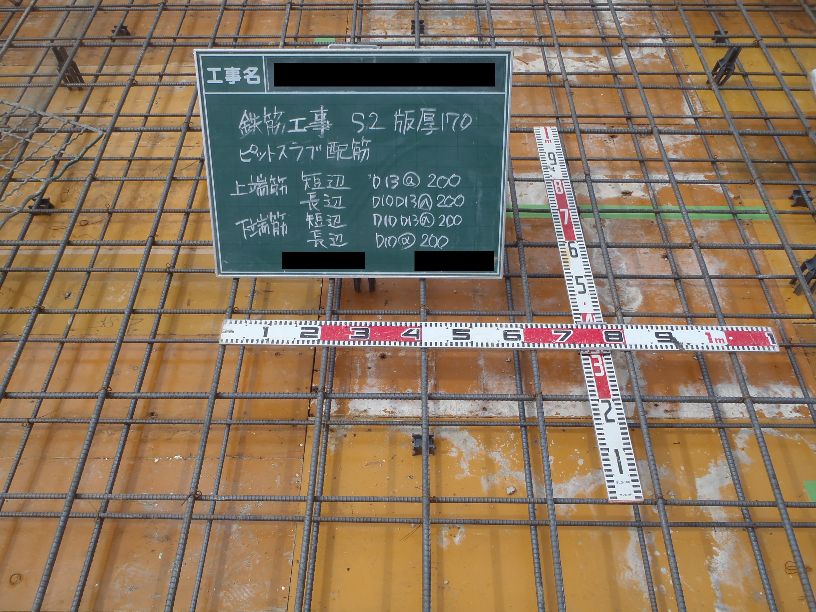 工事名
鉄筋工事 S2 版厚170
ピットスラブ配筋
上端筋 短辺 D13@200
長辺 D10D13@200
下端筋 短辺 D10D13@200
長辺 D10@200
1m 9 8 7 6 5 3 2 1
1 2 3 4 5 6 7 8 9 1m 1